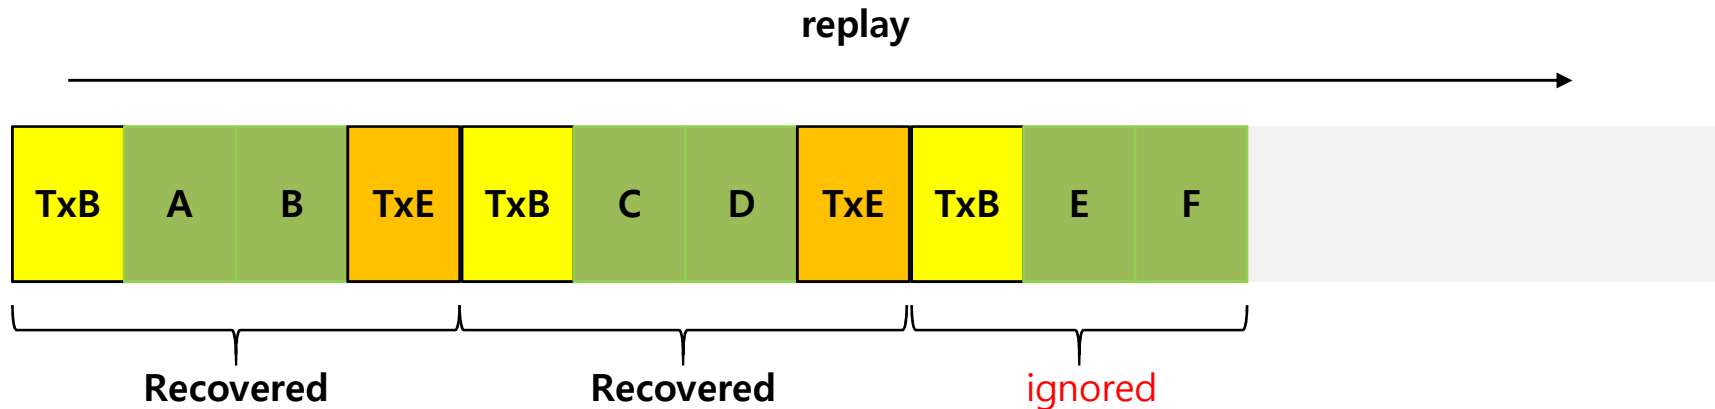 replay
TxB A B TxE TxB C D TxE TxB E F
Recovered Recovered ignored